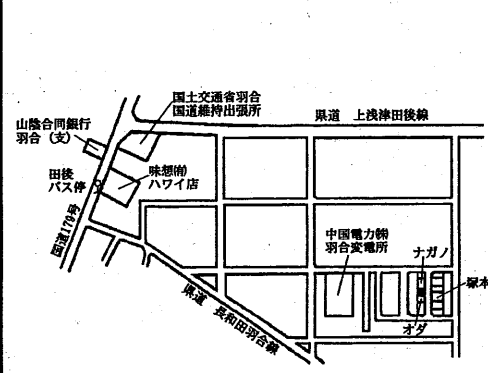 国土交通省羽合
国道維持出張所
県道 上浅津田後線
山陰合同銀行
羽合(支)
田後
バス停
味想㈲
ハワイ店
国道179号
中国電力㈱
羽合変電所
ナガノ
塚本
オダ
県道 長和田羽合線